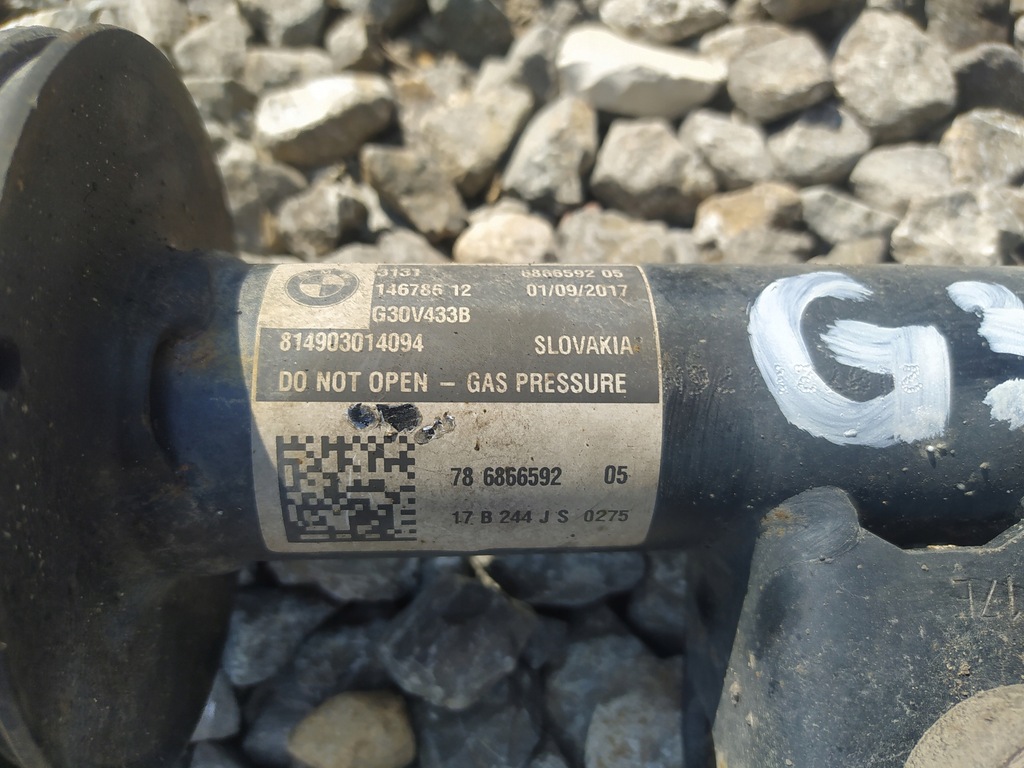 3131 6866592 05
146786 12 01/09/2017
G30V433B
814903014094 SLOVAKIA
DO NOT OPEN – GAS PRESSURE
78 6866592 05
17 B 244 J S 0275
G